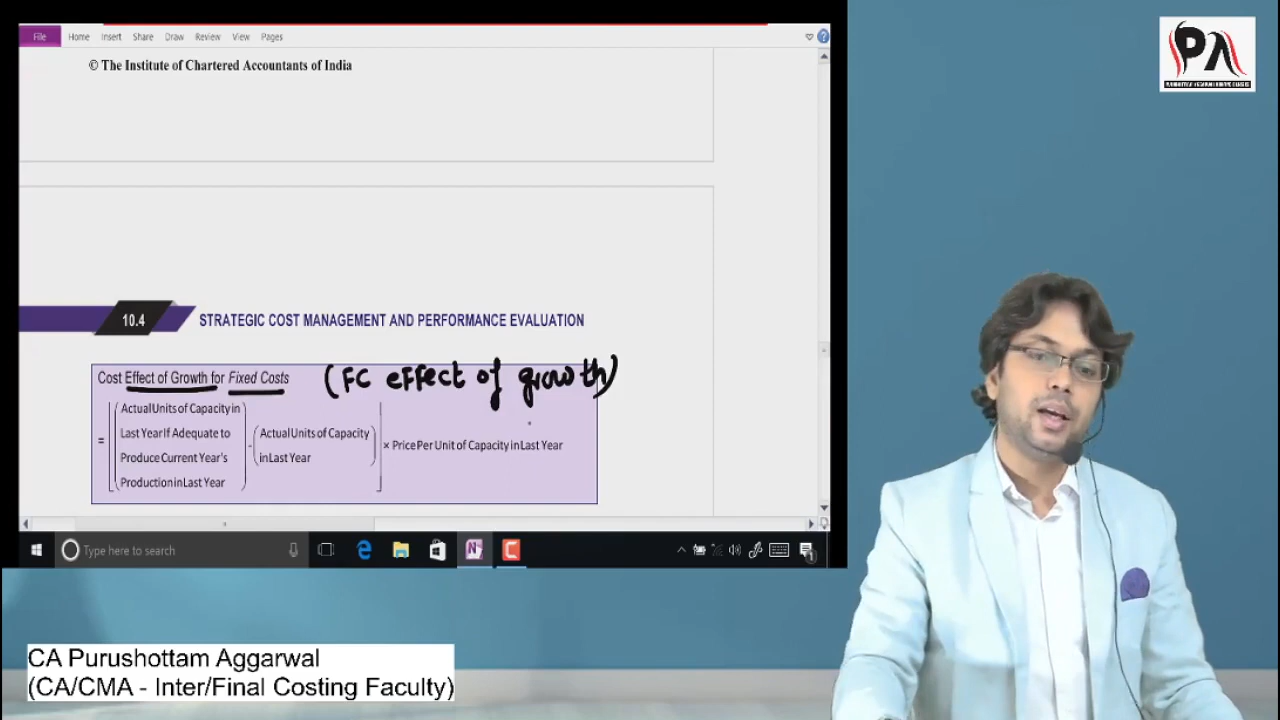 File Home Insert Share Draw Review View Pages
© The Institute of Chartered Accountants of India
PA
10.4 STRATEGIC COST MANAGEMENT AND PERFORMANCE EVALUATION
Cost Effect of Growth for Fixed Costs (FC effect of growth)
ActualUnits of Capacity in
Last Year If Adequate to
Produce Current Year's
Production in Last Year
=
-
Actual Units of Capacity
in Last Year
× Price Per Unit of Capacity in Last Year
Type here to search
1
CA Purushottam Aggarwal
(CA/CMA - Inter/Final Costing Faculty)